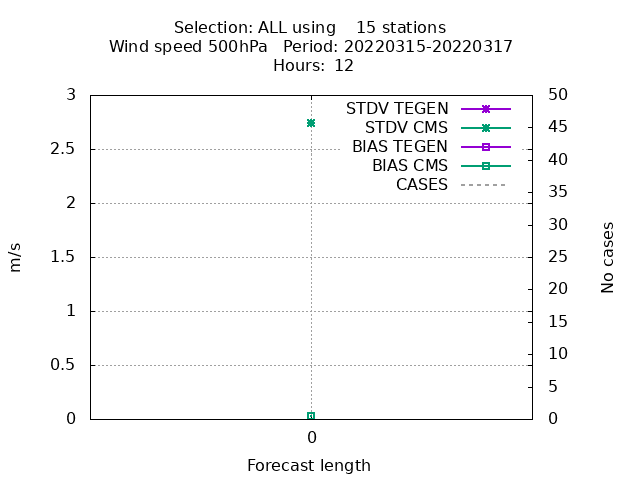 Selection: ALL using    15 stations
Wind speed 500hPa   Period: 20220315-20220317
Hours: 12
3
2.5
2
1.5
1
0.5
0
m/s
STDV TEGEN
STDV CMS
BIAS TEGEN
BIAS CMS
CASES
50
45
40
35
30
25
20
15
10
5
0
No cases
0
Forecast length